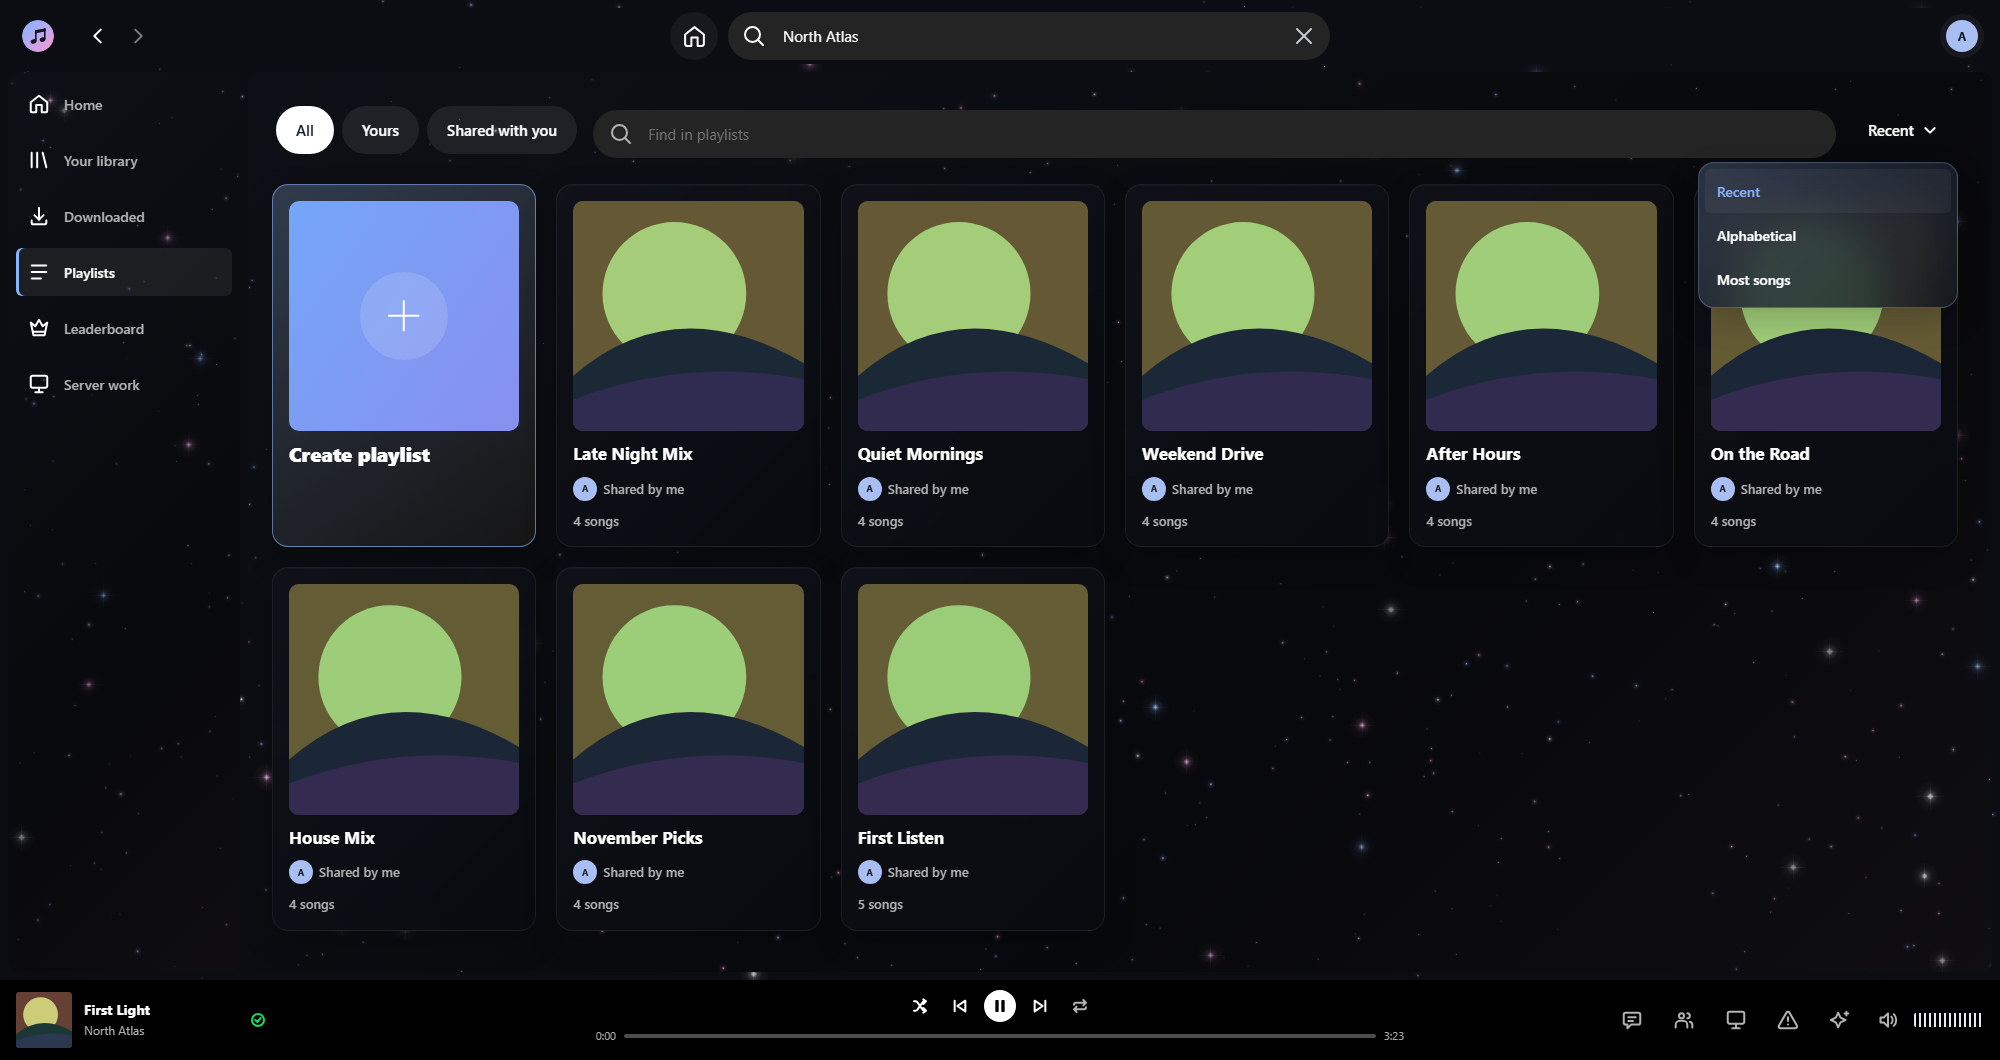 North Atlas
A
Home
Your library
Downloaded
Playlists
Leaderboard
Server work
All
Yours
Shared with you
Find in playlists
Recent
Recent
Alphabetical
Most songs
Create playlist
Late Night Mix
A Shared by me
4 songs
Quiet Mornings
A Shared by me
4 songs
Weekend Drive
A Shared by me
4 songs
After Hours
A Shared by me
4 songs
On the Road
A Shared by me
4 songs
House Mix
A Shared by me
4 songs
November Picks
A Shared by me
4 songs
First Listen
A Shared by me
5 songs
First Light
North Atlas
0:00
3:23